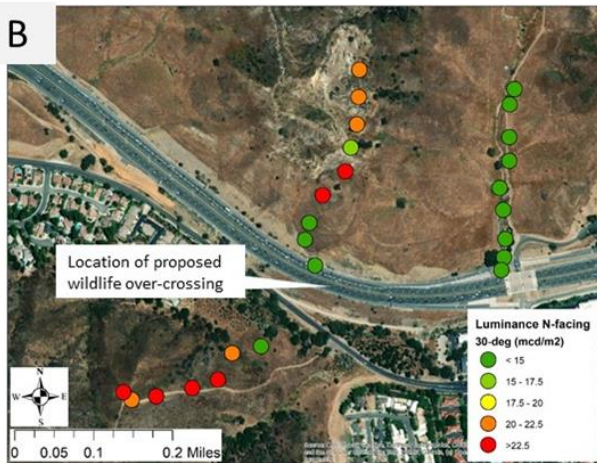 B
Location of proposed
wildlife over-crossing
Luminance N-facing
30-deg (mcd/m2)
< 15
15 - 17.5
17.5 - 20
20 - 22.5
>22.5
N
W E
S
0 0.05 0.1 0.2 Miles